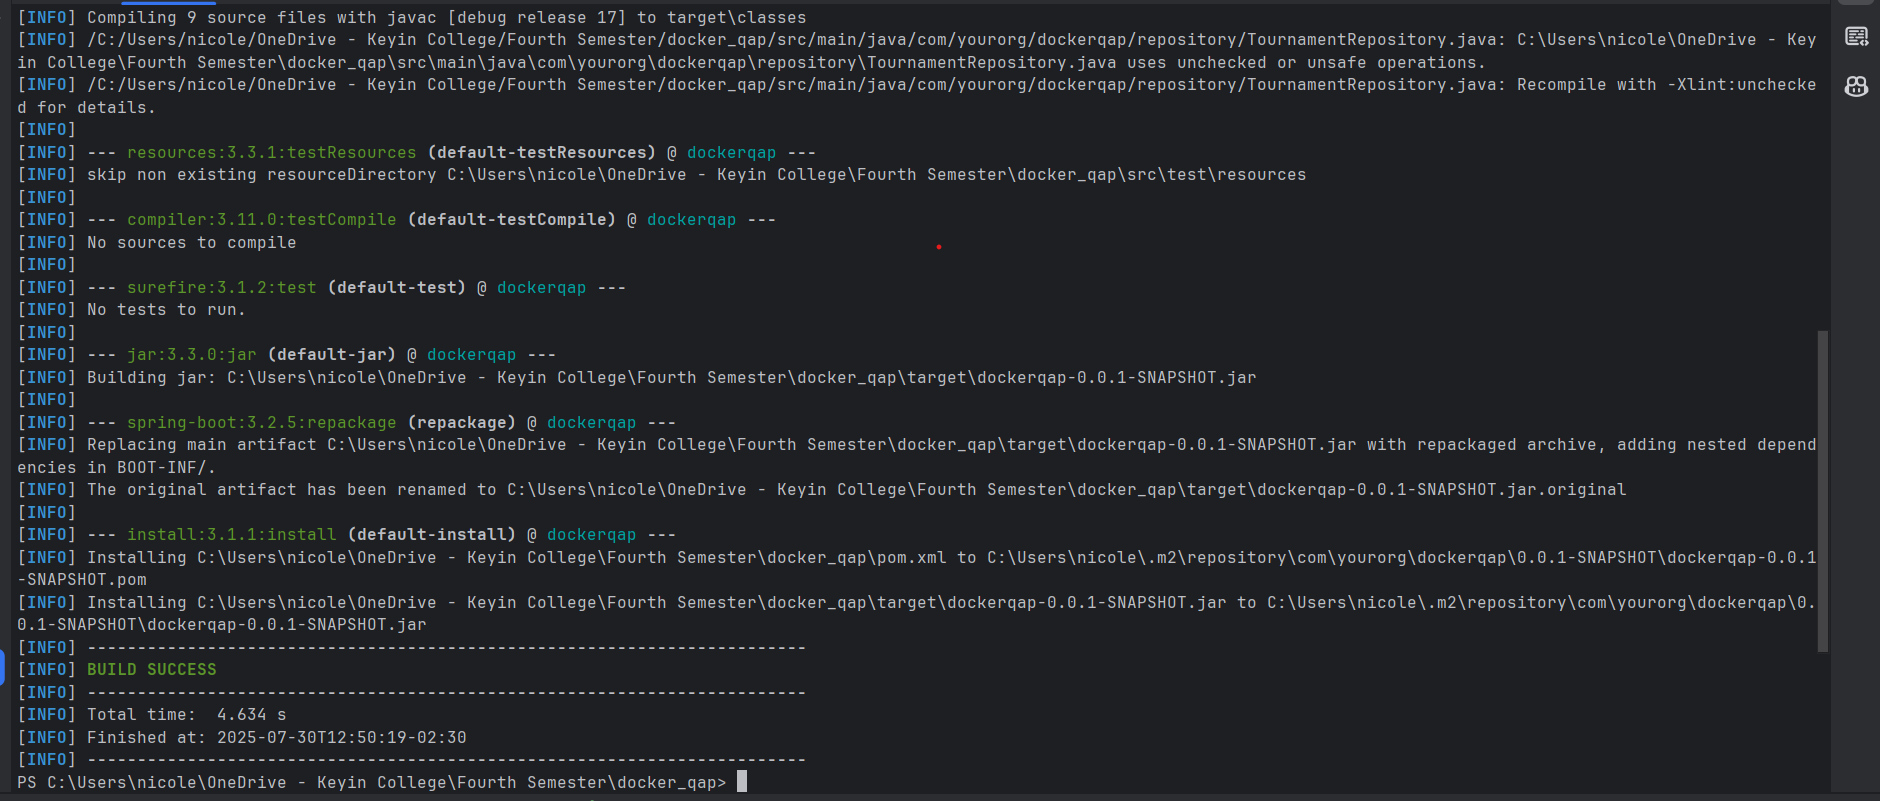 [INFO] Compiling 9 source files with javac [debug release 17] to target\classes
[INFO] /C:/Users/nicole/OneDrive - Keyin College/Fourth Semester/docker_qap/src/main/java/com/yourorg/dockerqap/repository/TournamentRepository.java: C:\Users\nicole\OneDrive - Key
in College\Fourth Semester\docker_qap\src\main\java\com\yourorg\dockerqap\repository\TournamentRepository.java uses unchecked or unsafe operations.
[INFO] /C:/Users/nicole/OneDrive - Keyin College/Fourth Semester/docker_qap/src/main/java/com/yourorg/dockerqap/repository/TournamentRepository.java: Recompile with -Xlint:unchecke
d for details.
[INFO]
[INFO] --- resources:3.3.1:testResources (default-testResources) @ dockerqap ---
[INFO] skip non existing resourceDirectory C:\Users\nicole\OneDrive - Keyin College\Fourth Semester\docker_qap\src\test\resources
[INFO]
[INFO] --- compiler:3.11.0:testCompile (default-testCompile) @ dockerqap ---
[INFO] No sources to compile
[INFO]
[INFO] --- surefire:3.1.2:test (default-test) @ dockerqap ---
[INFO] No tests to run.
[INFO]
[INFO] --- jar:3.3.0:jar (default-jar) @ dockerqap ---
[INFO] Building jar: C:\Users\nicole\OneDrive - Keyin College\Fourth Semester\docker_qap\target\dockerqap-0.0.1-SNAPSHOT.jar
[INFO]
[INFO] --- spring-boot:3.2.5:repackage (repackage) @ dockerqap ---
[INFO] Replacing main artifact C:\Users\nicole\OneDrive - Keyin College\Fourth Semester\docker_qap\target\dockerqap-0.0.1-SNAPSHOT.jar with repackaged archive, adding nested depend
encies in BOOT-INF/.
[INFO] The original artifact has been renamed to C:\Users\nicole\OneDrive - Keyin College\Fourth Semester\docker_qap\target\dockerqap-0.0.1-SNAPSHOT.jar.original
[INFO]
[INFO] --- install:3.1.1:install (default-install) @ dockerqap ---
[INFO] Installing C:\Users\nicole\OneDrive - Keyin College\Fourth Semester\docker_qap\pom.xml to C:\Users\nicole\.m2\repository\com\yourorg\dockerqap\0.0.1-SNAPSHOT\dockerqap-0.0.1
-SNAPSHOT.pom
[INFO] Installing C:\Users\nicole\OneDrive - Keyin College\Fourth Semester\docker_qap\target\dockerqap-0.0.1-SNAPSHOT.jar to C:\Users\nicole\.m2\repository\com\yourorg\dockerqap\0.
0.1-SNAPSHOT\dockerqap-0.0.1-SNAPSHOT.jar
[INFO] ------------------------------------------------------------------------
[INFO] BUILD SUCCESS
[INFO] ------------------------------------------------------------------------
[INFO] Total time:  4.634 s
[INFO] Finished at: 2025-07-30T12:50:19-02:30
[INFO] ------------------------------------------------------------------------
PS C:\Users\nicole\OneDrive - Keyin College\Fourth Semester\docker_qap>